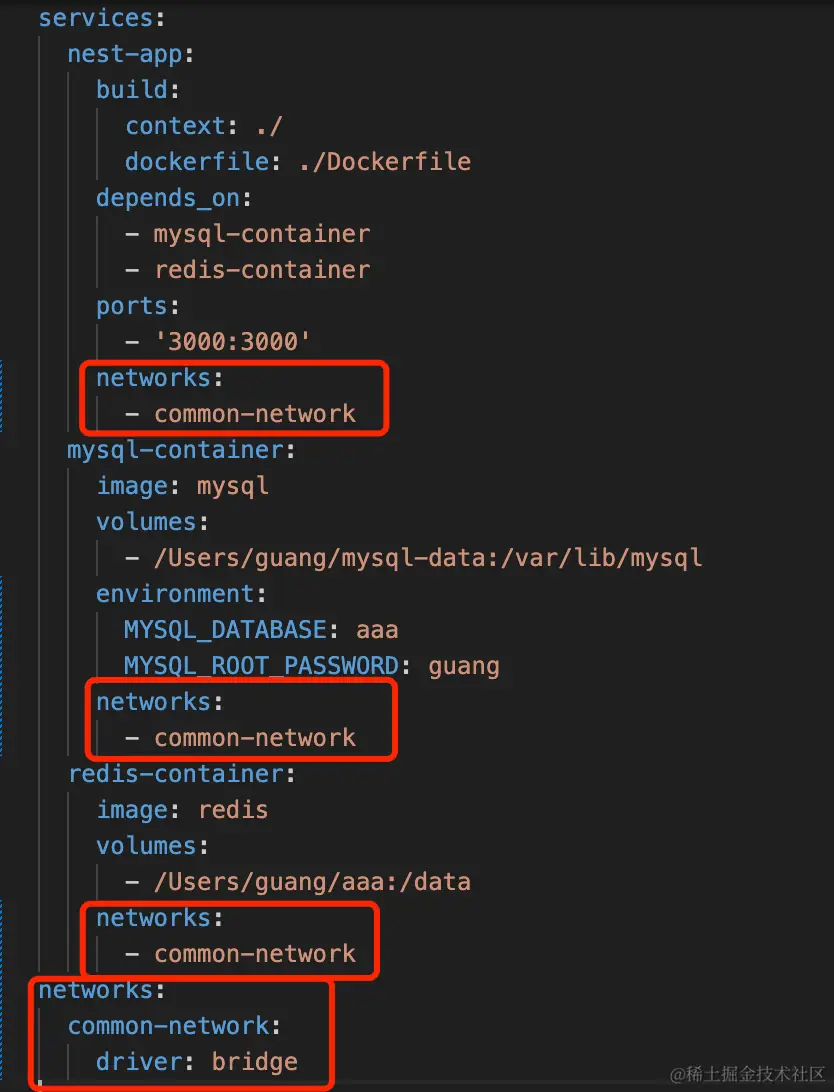 services:
  nest-app:
    build:
      context: ./
      dockerfile: ./Dockerfile
    depends_on:
      - mysql-container
      - redis-container
    ports:
      - '3000:3000'
    networks:
      - common-network
  mysql-container:
    image: mysql
    volumes:
      - /Users/guang/mysql-data:/var/lib/mysql
    environment:
      MYSQL_DATABASE: aaa
      MYSQL_ROOT_PASSWORD: guang
    networks:
      - common-network
  redis-container:
    image: redis
    volumes:
      - /Users/guang/aaa:/data
    networks:
      - common-network
networks:
  common-network:
    driver: bridge
@稀土掘金技术社区